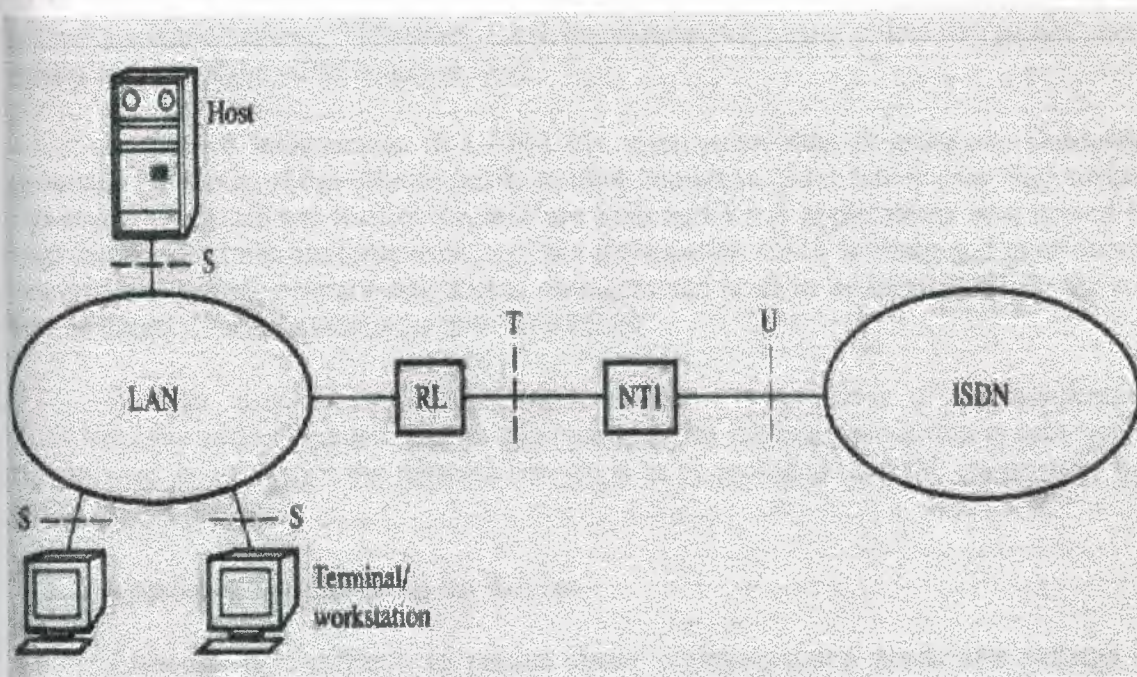 Host
S
T
U
LAN
RL
NT1
ISDN
S
S
Terminal/
workstation